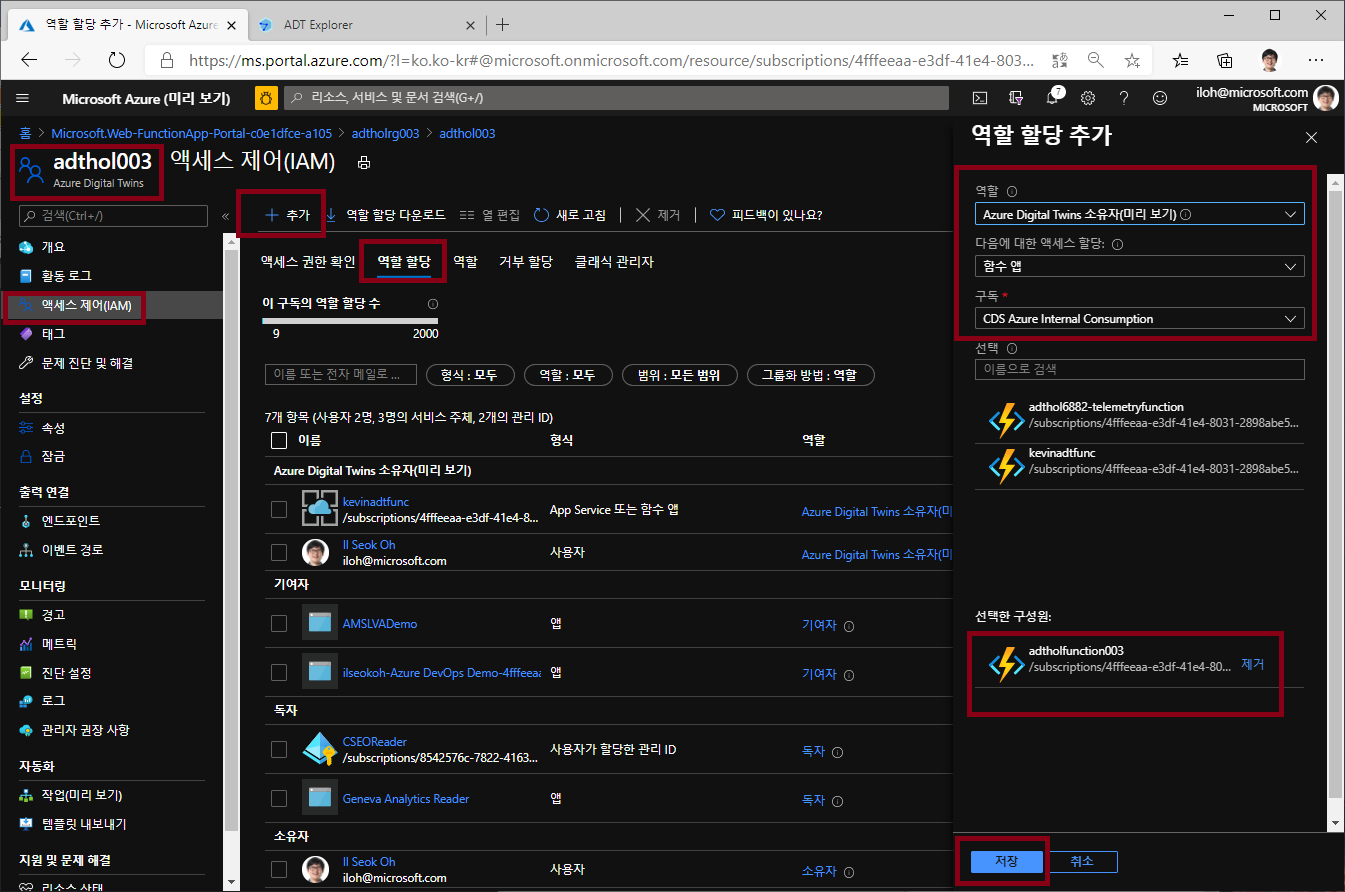 역할 할당 추가 - Microsoft Azure
ADT Explorer
https://ms.portal.azure.com/?l=ko.ko-kr#@microsoft.onmicrosoft.com/resource/subscriptions/4fffeeaa-e3df-41e4-803...
Microsoft Azure (미리 보기)
리소스, 서비스 및 문서 검색(G+/)
7
iloh@microsoft.com
MICROSOFT
홈 > Microsoft.Web-FunctionApp-Portal-c0e1dfce-a105 > adtholrg003 > adthol003
adthol003
액세스 제어(IAM)
Azure Digital Twins
검색(Ctrl+/)
«
개요
활동 로그
액세스 제어(IAM)
태그
문제 진단 및 해결
설정
속성
잠금
출력 연결
엔드포인트
이벤트 경로
모니터링
경고
메트릭
진단 설정
로그
관리자 권장 사항
자동화
작업(미리 보기)
템플릿 내보내기
지원 및 문제 해결
리소스 상태
추가
역할 할당 다운로드
열 편집
새로 고침
제거
피드백이 있나요?
액세스 권한 확인
역할 할당
역할
거부 할당
클래식 관리자
이 구독의 역할 할당 수
9
2000
이름 또는 전자 메일로 ...
형식 : 모두
역할 : 모두
범위 : 모든 범위
그룹화 방법 : 역할
7개 항목 (사용자 2명, 3명의 서비스 주체, 2개의 관리 ID)
이름
형식
역할
Azure Digital Twins 소유자(미리 보기)
kevinadtfunc
/subscriptions/4fffeeaa-e3df-41e4-8...
App Service 또는 함수 앱
Azure Digital Twins 소유자(미
Il Seok Oh
iloh@microsoft.com
사용자
Azure Digital Twins 소유자(미
기여자
AMSLVADemo
앱
기여자
ilseokoh-Azure DevOps Demo-4fffeeaa
앱
기여자
독자
CSEOReader
/subscriptions/8542576c-7822-4163...
사용자가 할당한 관리 ID
독자
Geneva Analytics Reader
앱
독자
소유자
Il Seok Oh
iloh@microsoft.com
사용자
소유자
역할 할당 추가
역할
Azure Digital Twins 소유자(미리 보기)
다음에 대한 액세스 할당:
함수 앱
구독 *
CDS Azure Internal Consumption
선택
이름으로 검색
adthol6882-telemetryfunction
/subscriptions/4fffeeaa-e3df-41e4-8031-2898abe5...
kevinadtfunc
/subscriptions/4fffeeaa-e3df-41e4-8031-2898abe5...
선택한 구성원:
adtholfunction003
/subscriptions/4fffeeaa-e3df-41e4-80...
제거
저장
취소